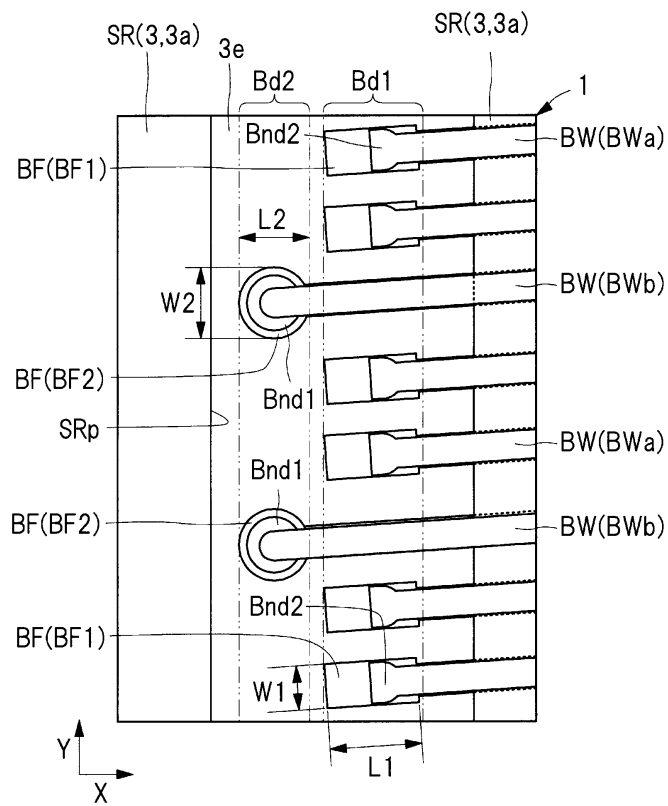 SR(3,3a)
SR(3,3a)
3e
Bd2
Bd1
1
Bnd2
BW(BWa)
BF(BF1)
L2
W2
BW(BWb)
BF(BF2)
Bnd1
SRp
BW(BWa)
Bnd1
BF(BF2)
BW(BWb)
Bnd2
BF(BF1)
W1
L1
Y
X